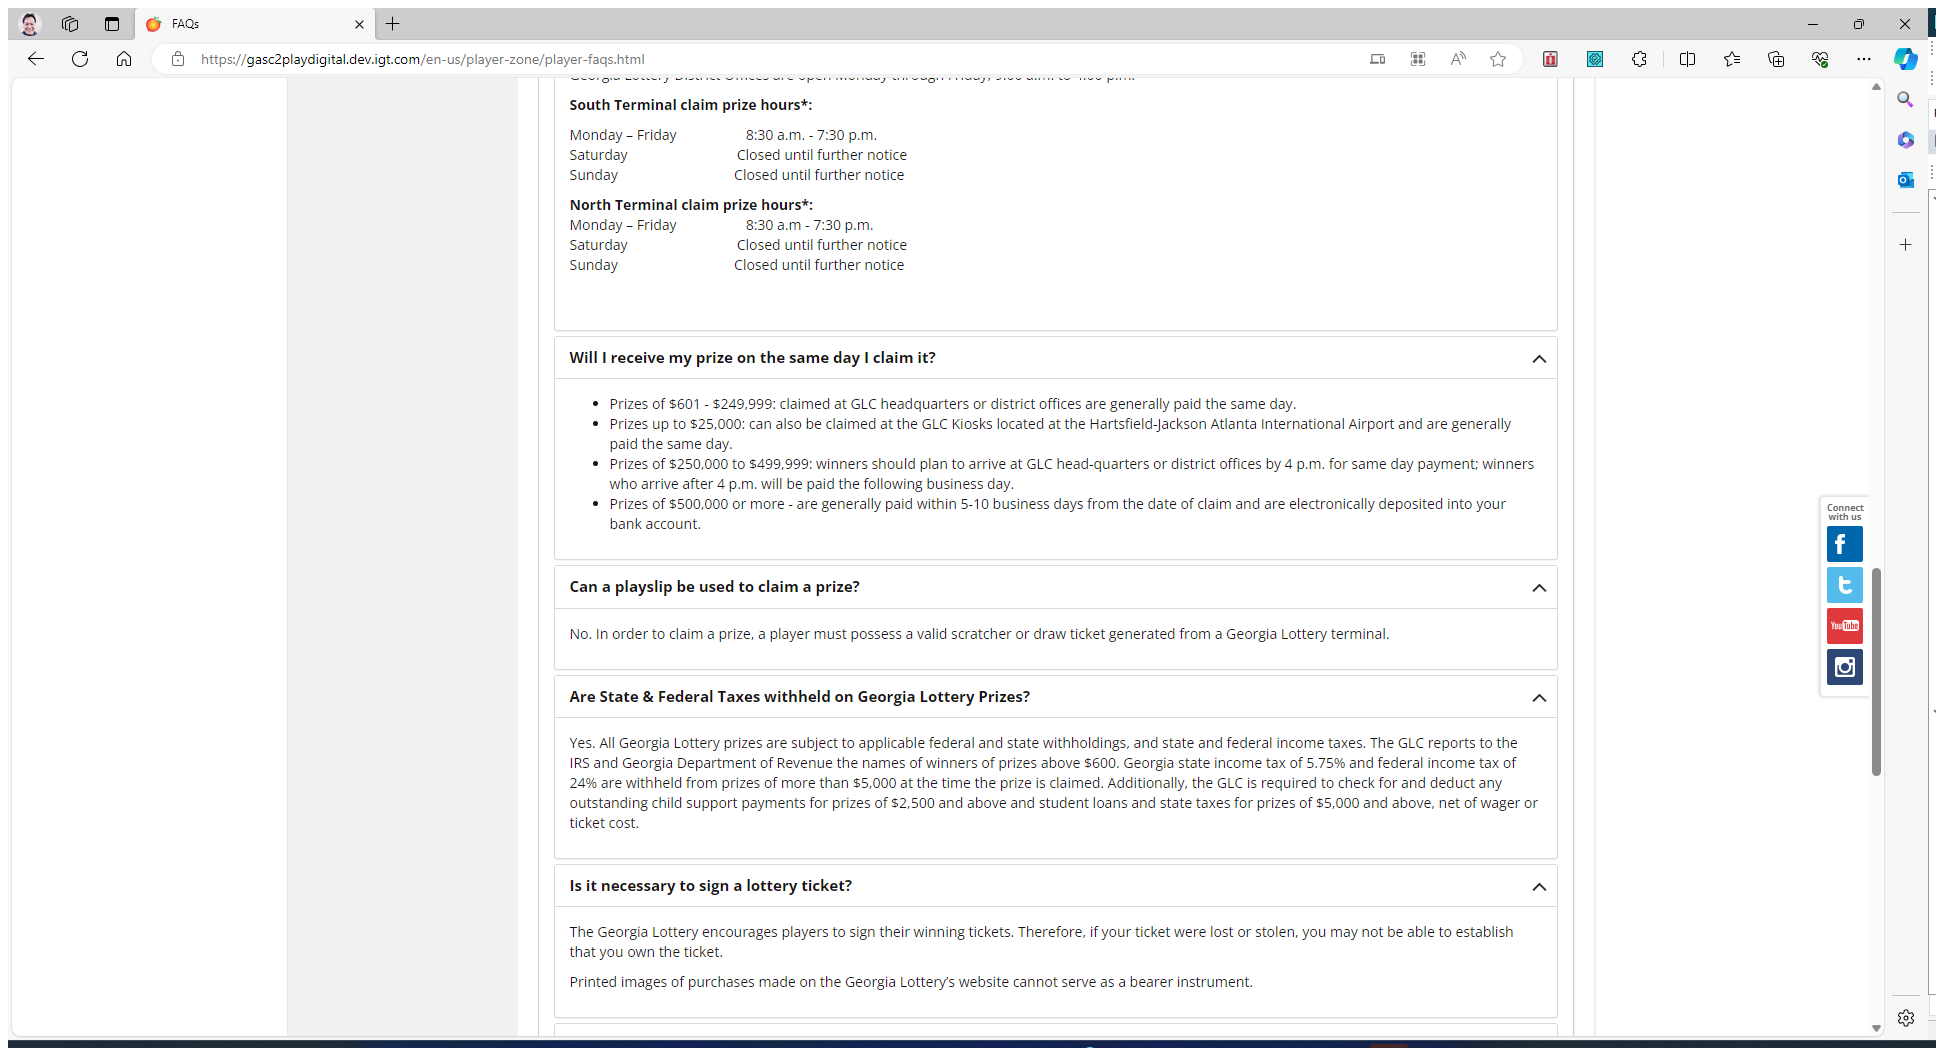 FAQs
https://gasc2playdigital.dev.igt.com/en-us/player-zone/player-faqs.html
Georgia Lottery District Offices are open Monday through Friday, 9:00 a.m. to 4:00 p.m.
South Terminal claim prize hours*:
Monday – Friday 8:30 a.m. - 7:30 p.m.
Saturday Closed until further notice
Sunday Closed until further notice
North Terminal claim prize hours*:
Monday – Friday 8:30 a.m - 7:30 p.m.
Saturday Closed until further notice
Sunday Closed until further notice
Will I receive my prize on the same day I claim it?
• Prizes of $601 - $249,999: claimed at GLC headquarters or district offices are generally paid the same day.
• Prizes up to $25,000: can also be claimed at the GLC Kiosks located at the Hartsfield-Jackson Atlanta International Airport and are generally
paid the same day.
• Prizes of $250,000 to $499,999: winners should plan to arrive at GLC head-quarters or district offices by 4 p.m. for same day payment; winners
who arrive after 4 p.m. will be paid the following business day.
• Prizes of $500,000 or more - are generally paid within 5-10 business days from the date of claim and are electronically deposited into your
bank account.
Can a playslip be used to claim a prize?
No. In order to claim a prize, a player must possess a valid scratcher or draw ticket generated from a Georgia Lottery terminal.
Are State & Federal Taxes withheld on Georgia Lottery Prizes?
Yes. All Georgia Lottery prizes are subject to applicable federal and state withholdings, and state and federal income taxes. The GLC reports to the
IRS and Georgia Department of Revenue the names of winners of prizes above $600. Georgia state income tax of 5.75% and federal income tax of
24% are withheld from prizes of more than $5,000 at the time the prize is claimed. Additionally, the GLC is required to check for and deduct any
outstanding child support payments for prizes of $2,500 and above and student loans and state taxes for prizes of $5,000 and above, net of wager or
ticket cost.
Is it necessary to sign a lottery ticket?
The Georgia Lottery encourages players to sign their winning tickets. Therefore, if your ticket were lost or stolen, you may not be able to establish
that you own the ticket.
Printed images of purchases made on the Georgia Lottery’s website cannot serve as a bearer instrument.
Connect
with us
YouTube